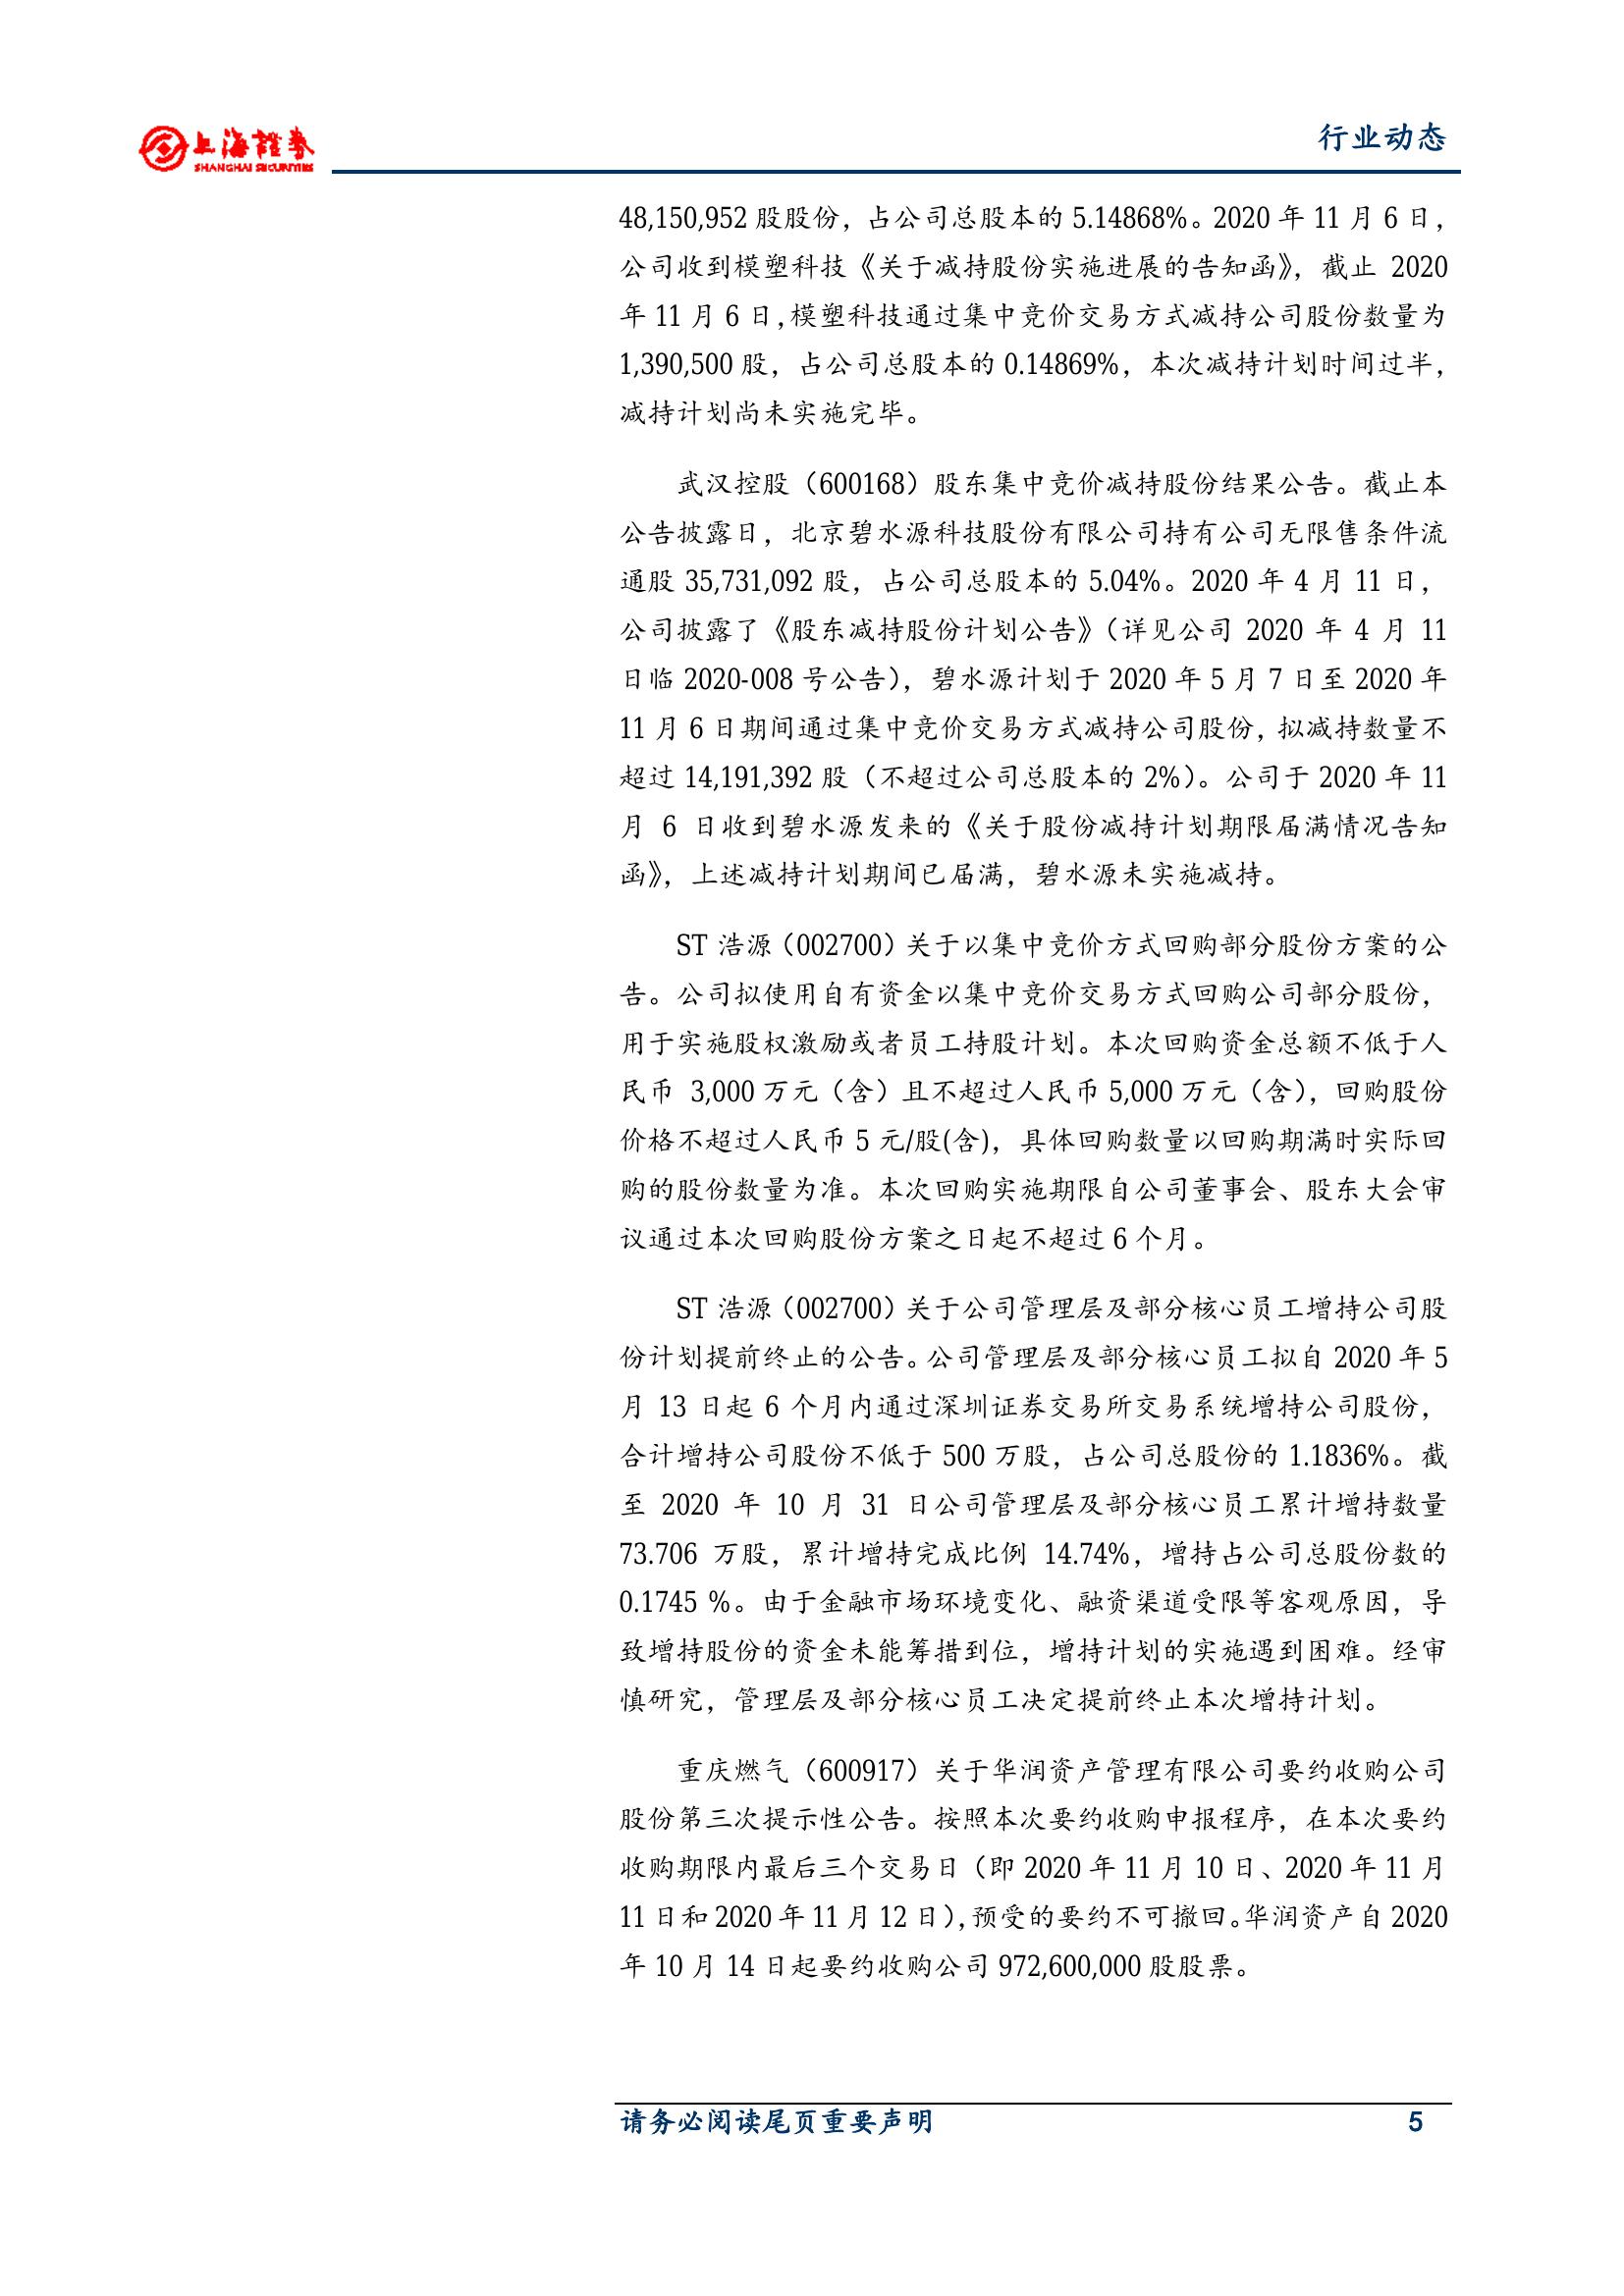 上海證券
SHANGHAI SECURITIES
行业动态
48,150,952 股股份，占公司总股本的 5.14868%。2020 年 11 月 6 日，
公司收到模塑科技《关于减持股份实施进展的告知函》，截止 2020
年 11 月 6 日，模塑科技通过集中竞价交易方式减持公司股份数量为
1,390,500 股，占公司总股本的 0.14869%，本次减持计划时间过半，
减持计划尚未实施完毕。
武汉控股（600168）股东集中竞价减持股份结果公告。截止本
公告披露日，北京碧水源科技股份有限公司持有公司无限售条件流
通股 35,731,092 股，占公司总股本的 5.04%。2020 年 4 月 11 日，
公司披露了《股东减持股份计划公告》（详见公司 2020 年 4 月 11
日临 2020-008 号公告），碧水源计划于 2020 年 5 月 7 日至 2020 年
11 月 6 日期间通过集中竞价交易方式减持公司股份，拟减持数量不
超过 14,191,392 股（不超过公司总股本的 2%）。公司于 2020 年 11
月 6 日收到碧水源发来的《关于股份减持计划期限届满情况告知
函》，上述减持计划期间已届满，碧水源未实施减持。
ST 浩源（002700）关于以集中竞价方式回购部分股份方案的公
告。公司拟使用自有资金以集中竞价交易方式回购公司部分股份，
用于实施股权激励或者员工持股计划。本次回购资金总额不低于人
民币 3,000 万元（含）且不超过人民币 5,000 万元（含），回购股份
价格不超过人民币 5 元/股(含)，具体回购数量以回购期满时实际回
购的股份数量为准。本次回购实施期限自公司董事会、股东大会审
议通过本次回购股份方案之日起不超过 6 个月。
ST 浩源（002700）关于公司管理层及部分核心员工增持公司股
份计划提前终止的公告。公司管理层及部分核心员工拟自 2020 年 5
月 13 日起 6 个月内通过深圳证券交易所交易系统增持公司股份，
合计增持公司股份不低于 500 万股，占公司总股份的 1.1836%。截
至 2020 年 10 月 31 日公司管理层及部分核心员工累计增持数量
73.706 万股，累计增持完成比例 14.74%，增持占公司总股份数的
0.1745 %。由于金融市场环境变化、融资渠道受限等客观原因，导
致增持股份的资金未能筹措到位，增持计划的实施遇到困难。经审
慎研究，管理层及部分核心员工决定提前终止本次增持计划。
重庆燃气（600917）关于华润资产管理有限公司要约收购公司
股份第三次提示性公告。按照本次要约收购申报程序，在本次要约
收购期限内最后三个交易日（即 2020 年 11 月 10 日、2020 年 11 月
11 日和 2020 年 11 月 12 日），预受的要约不可撤回。华润资产自 2020
年 10 月 14 日起要约收购公司 972,600,000 股股票。
请务必阅读尾页重要声明
5